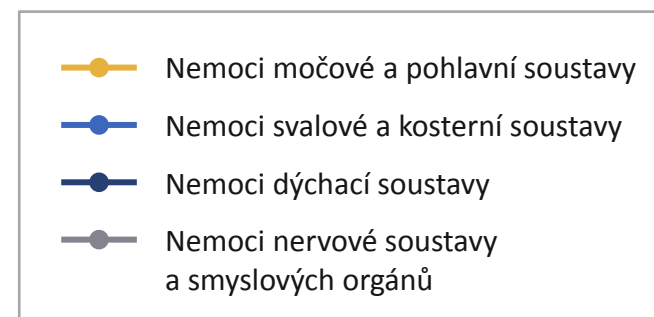 Nemoci močové a pohlavní soustavy
Nemoci svalové a kosterní soustavy
Nemoci dýchací soustavy
Nemoci nervové soustavy
a smyslových orgánů